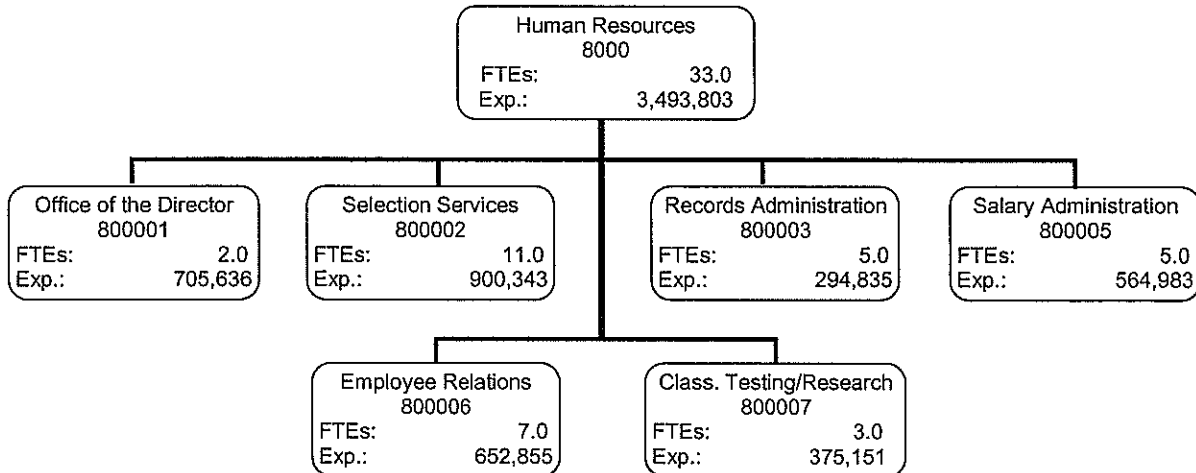 Human Resources
8000
FTEs: 33.0
Exp.: 3,493,803
Office of the Director
800001
FTEs: 2.0
Exp.: 705,636
Selection Services
800002
FTEs: 11.0
Exp.: 900,343
Records Administration
800003
FTEs: 5.0
Exp.: 294,835
Salary Administration
800005
FTEs: 5.0
Exp.: 564,983
Employee Relations
800006
FTEs: 7.0
Exp.: 652,855
Class. Testing/Research
800007
FTEs: 3.0
Exp.: 375,151